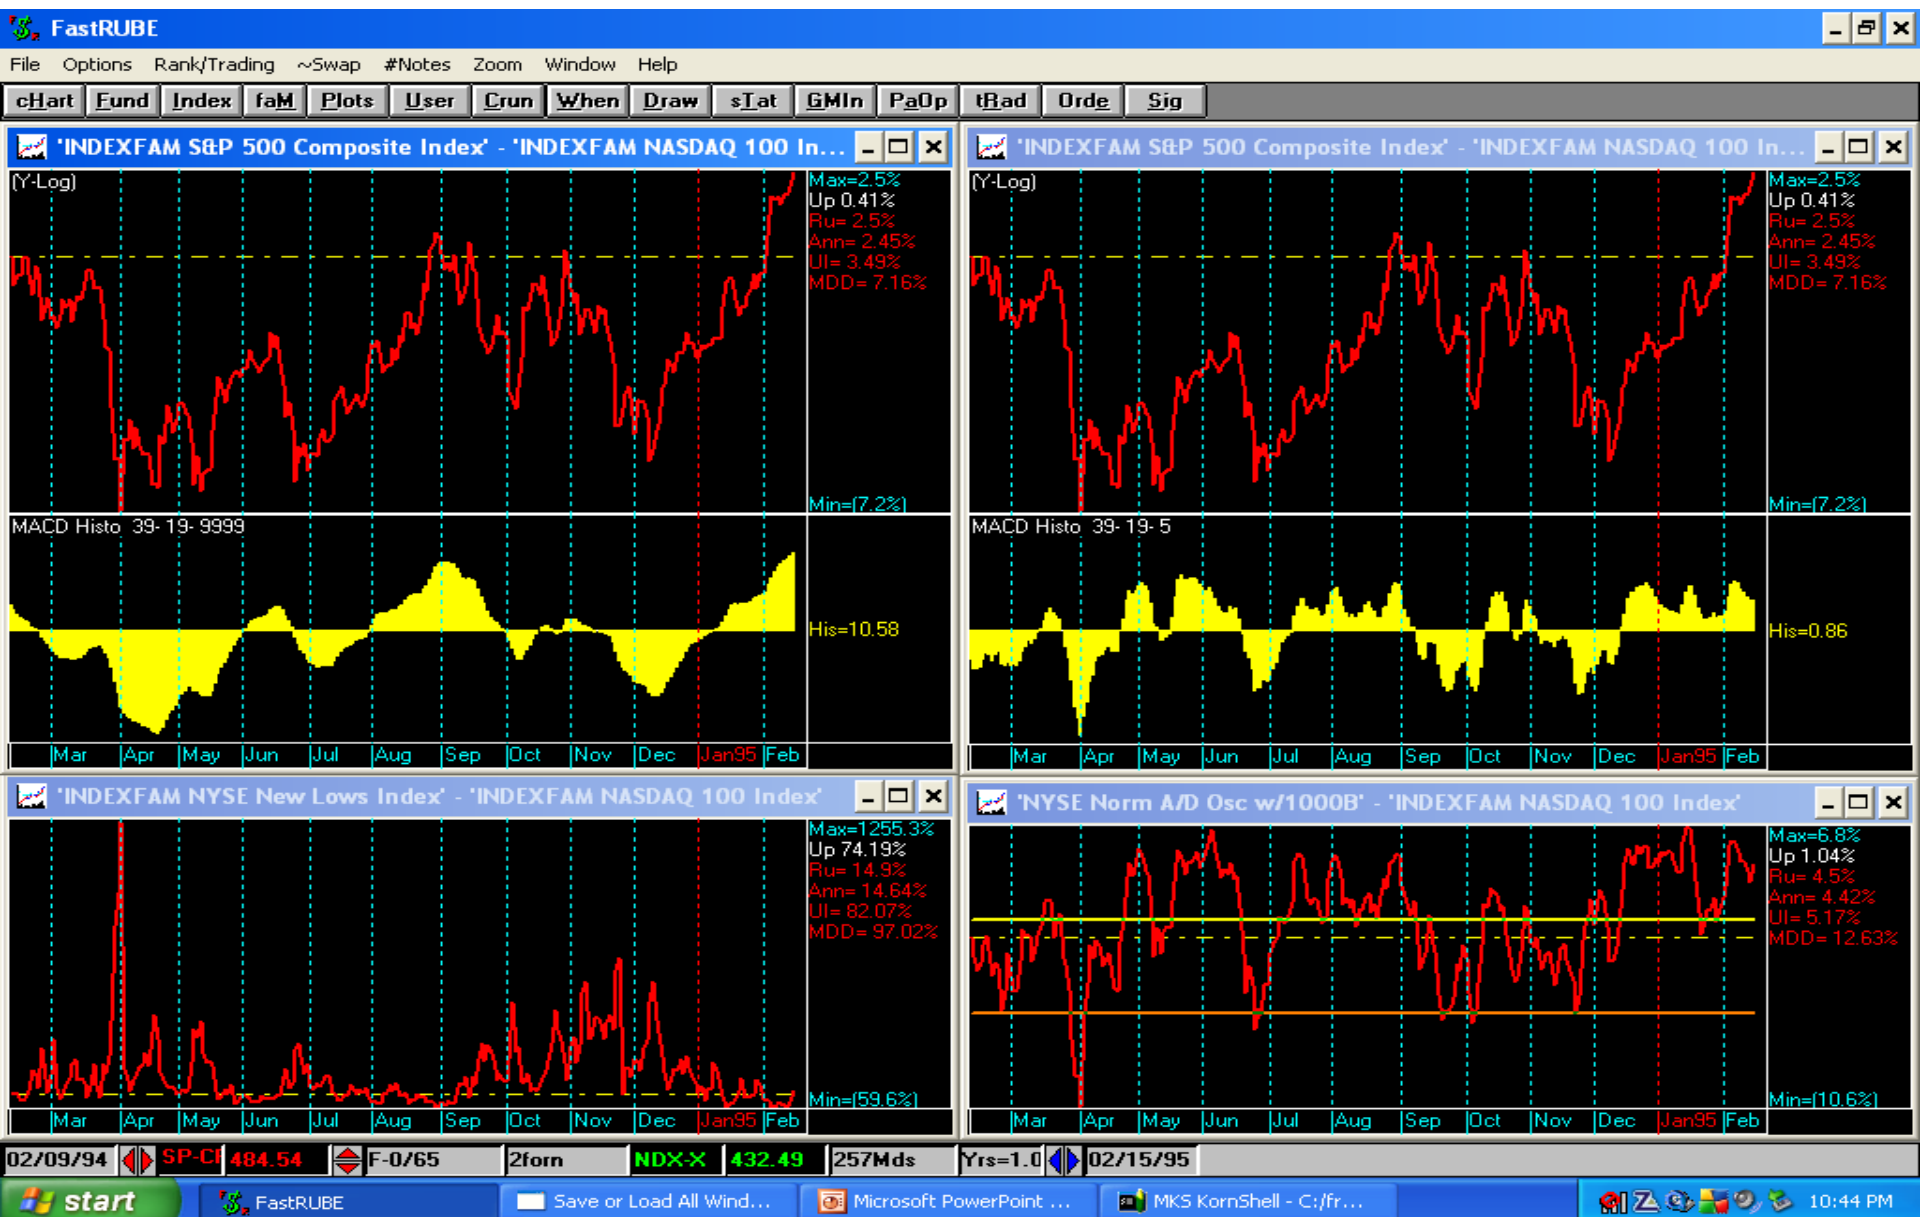 FastRUBE
File Options Rank/Trading ~Swap #Notes Zoom Window Help
cHart Fund Index faM Plots User Crun When Draw sTat GMIn PaOp tRad Orde Sig
'INDEXFAM S&P 500 Composite Index' - 'INDEXFAM NASDAQ 100 In...
(Y-Log)
Max=2.5%
Up 0.41%
Ru= 2.5%
Ann= 2.45%
UI= 3.49%
MDD= 7.16%
Min=(7.2%)
MACD Histo 39- 19- 9999
His=10.58
Mar Apr May Jun Jul Aug Sep Oct Nov Dec Jan95 Feb
'INDEXFAM S&P 500 Composite Index' - 'INDEXFAM NASDAQ 100 In...
(Y-Log)
Max=2.5%
Up 0.41%
Ru= 2.5%
Ann= 2.45%
UI= 3.49%
MDD= 7.16%
Min=(7.2%)
MACD Histo 39- 19- 5
His=0.86
Mar Apr May Jun Jul Aug Sep Oct Nov Dec Jan95 Feb
'INDEXFAM NYSE New Lows Index' - 'INDEXFAM NASDAQ 100 Index'
Max=1255.3%
Up 74.19%
Ru= 14.9%
Ann= 14.64%
UI= 82.07%
MDD= 97.02%
Min=(59.6%)
Mar Apr May Jun Jul Aug Sep Oct Nov Dec Jan95 Feb
'NYSE Norm A/D Osc w/1000B' - 'INDEXFAM NASDAQ 100 Index'
Max=6.8%
Up 1.04%
Ru= 4.5%
Ann= 4.42%
UI= 5.17%
MDD= 12.63%
Min=(10.6%)
Mar Apr May Jun Jul Aug Sep Oct Nov Dec Jan95 Feb
02/09/94 484.54 F-0/65 2forn NDX-X 432.49 257Mds Yrs=1.0 02/15/95
start FastRUBE Save or Load All Wind... Microsoft PowerPoint ... MKS KornShell - C:/fr... 10:44 PM